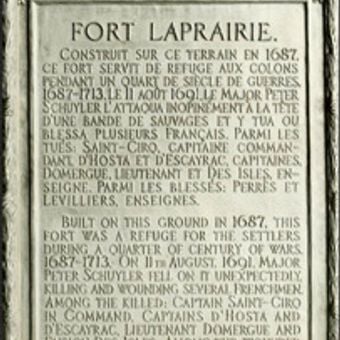 FORT LAPRAIRIE.
CONSTRUIT SUR CE TERRAIN EN 1687,
CE FORT SERVIT DE REFUGE AUX COLONS
PENDANT UN QUART DE SIÈCLE DE GUERRES,
1687-1713. LE 11 AOÛT 1691, LE MAJOR PETER
SCHUYLER L'ATTAQUA INOPINÉMENT À LA TÊTE
D'UNE BANDE DE SAUVAGES ET Y TUA OU
BLESSA PLUSIEURS FRANÇAIS. PARMI LES
TUÉS: SAINT-CIRQ, CAPITAINE COMMAN-
DANT, D'HOSTA ET D'ESCAYRAC, CAPITAINES,
DOMERGUE, LIEUTENANT ET DES ISLES, EN-
SEIGNE. PARMI LES BLESSÉS: PERRÈS ET
LEVILLIERS, ENSEIGNES.
BUILT ON THIS GROUND IN 1687, THIS
FORT WAS A REFUGE FOR THE SETTLERS
DURING A QUARTER OF CENTURY OF WARS,
1687-1713. ON 11TH AUGUST, 1691, MAJOR
PETER SCHUYLER FELL ON IT UNEXPECTEDLY,
KILLING AND WOUNDING SEVERAL FRENCHMEN.
AMONG THE KILLED: CAPTAIN SAINT-CIRQ
IN COMMAND, CAPTAINS D'HOSTA AND
D'ESCAYRAC, LIEUTENANT DOMERGUE AND